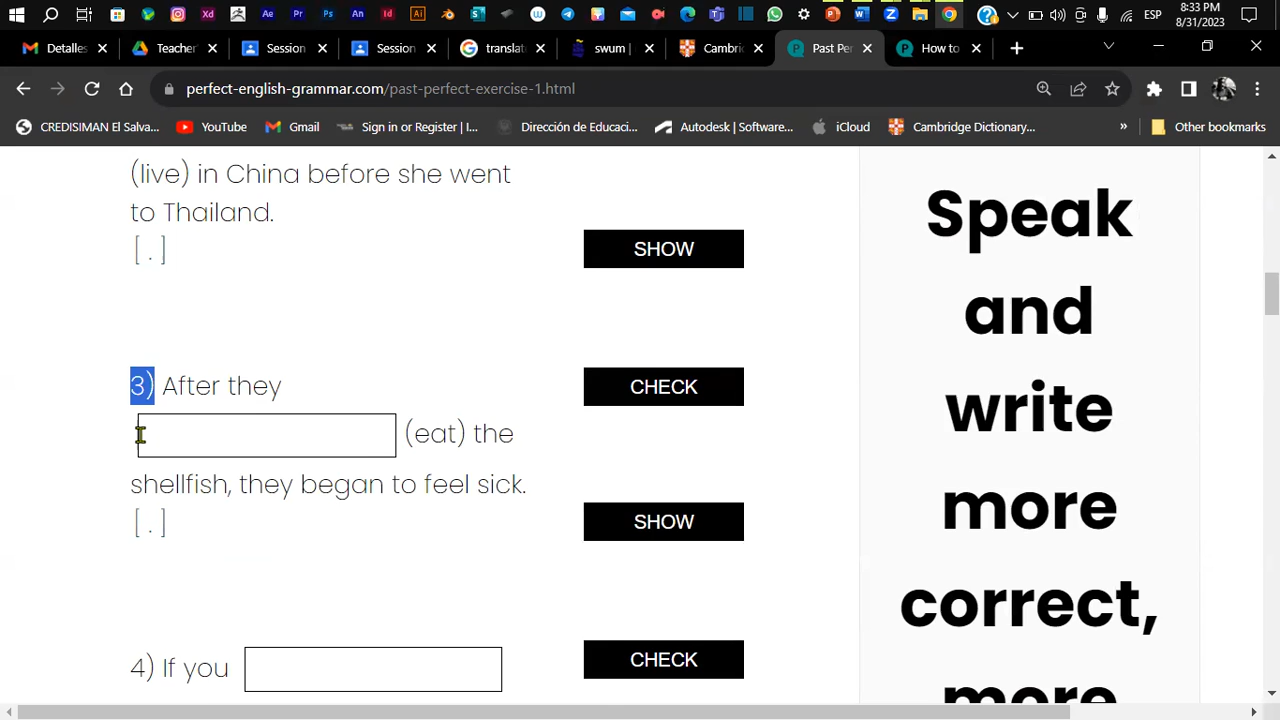 8:33 PM
ESP
8/31/2023
Detalles
Teacher
Session
Session
translat
swum |
Cambric
Past Per
How to
perfect-english-grammar.com/past-perfect-exercise-1.html
CREDISIMAN El Salva...
YouTube
Gmail
Sign in or Register | I...
Dirección de Educaci...
Autodesk | Software...
iCloud
Cambridge Dictionary...
»
Other bookmarks
(live) in China before she went
to Thailand.
[ . ]
SHOW
3) After they
CHECK
(eat) the
shellfish, they began to feel sick.
[ . ]
SHOW
4) If you
CHECK
Speak
and
write
more
correct,
more